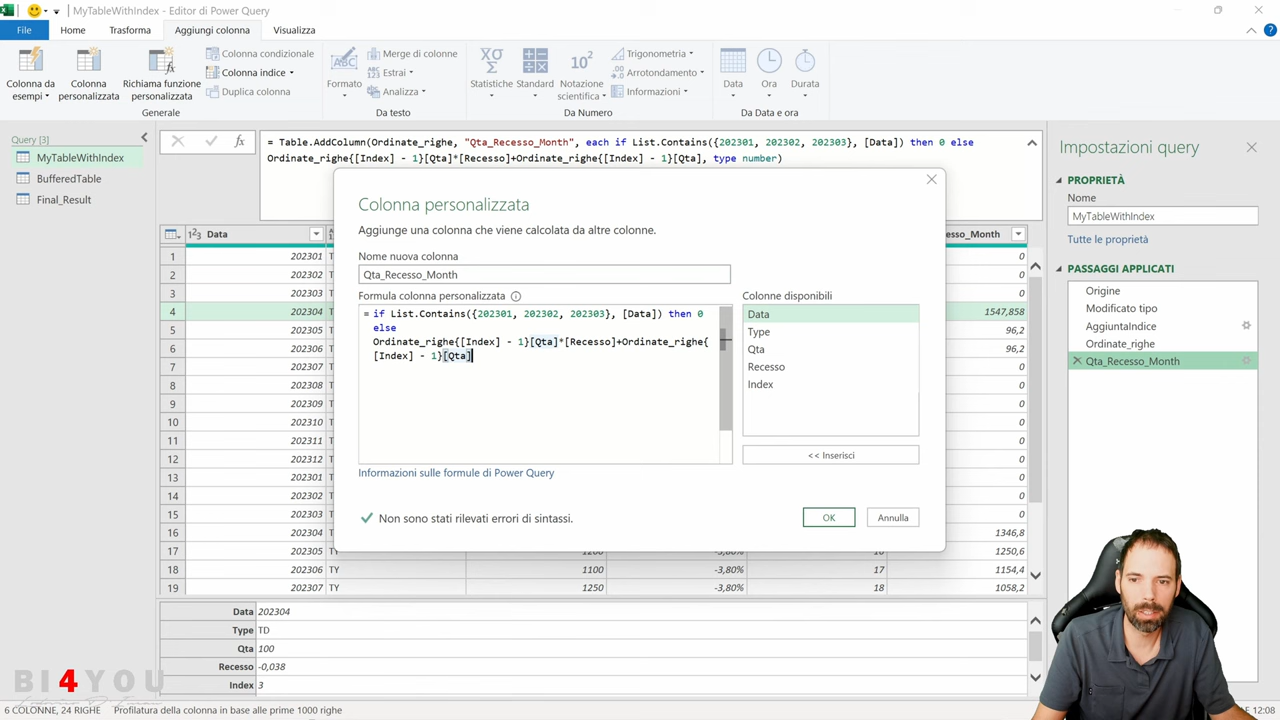 MyTableWithIndex - Editor di Power Query
File Home Trasforma Aggiungi colonna Visualizza
Colonna da esempi
Colonna personalizzata
Richiama funzione personalizzata
Colonna condizionale
Colonna indice
Duplica colonna
Generale
Formato
Merge di colonne
Estrai
Analizza
Da testo
Statistiche
Standard
Notazione scientifica
Trigonometria
Arrotondamento
Informazioni
Da Numero
Data
Ora
Durata
Da Data e ora
Query [3]
MyTableWithIndex
BufferedTable
Final_Result
= Table.AddColumn(Ordinate_righe, "Qta_Recesso_Month", each if List.Contains({202301, 202302, 202303}, [Data]) then 0 else
Ordinate_righe{[Index] - 1}[Qta]*[Recesso]+Ordinate_righe{[Index] - 1}[Qta], type number)
Colonna personalizzata
Aggiunge una colonna che viene calcolata da altre colonne.
Nome nuova colonna
Qta_Recesso_Month
Formula colonna personalizzata
= if List.Contains({202301, 202302, 202303}, [Data]) then 0
else
Ordinate_righe{[Index] - 1}[Qta]*[Recesso]+Ordinate_righe{
[Index] - 1}[Qta]
Colonne disponibili
Data
Type
Qta
Recesso
Index
<< Inserisci
Informazioni sulle formule di Power Query
Non sono stati rilevati errori di sintassi.
OK Annulla
123 Data esso_Month
1 202301 T 0
2 202302 T 0
3 202303 T 0
4 202304 T 1547,858
5 202305 T 96,2
6 202306 T 96,2
7 202307 T 0
8 202308 T 0
9 202309 T 0
10 202310 T 0
11 202311 T 0
12 202312 T 0
13 202301 T 0
14 202302 T 0
15 202303 T 0
16 202304 T 1346,8
17 202305 TY 1200 -3,80% 16 1250,6
18 202306 TY 1100 -3,80% 17 1154,4
19 202307 TY 1250 -3,80% 18 1058,2
Data 202304
Type TD
Qta 100
Recesso -0,038
Index 3
BI4YOU
6 COLONNE, 24 RIGHE Profilatura della colonna in base alle prime 1000 righe
12:08
Impostazioni query
PROPRIETÀ
Nome
MyTableWithIndex
Tutte le proprietà
PASSAGGI APPLICATI
Origine
Modificato tipo
AggiuntaIndice
Ordinate_righe
Qta_Recesso_Month